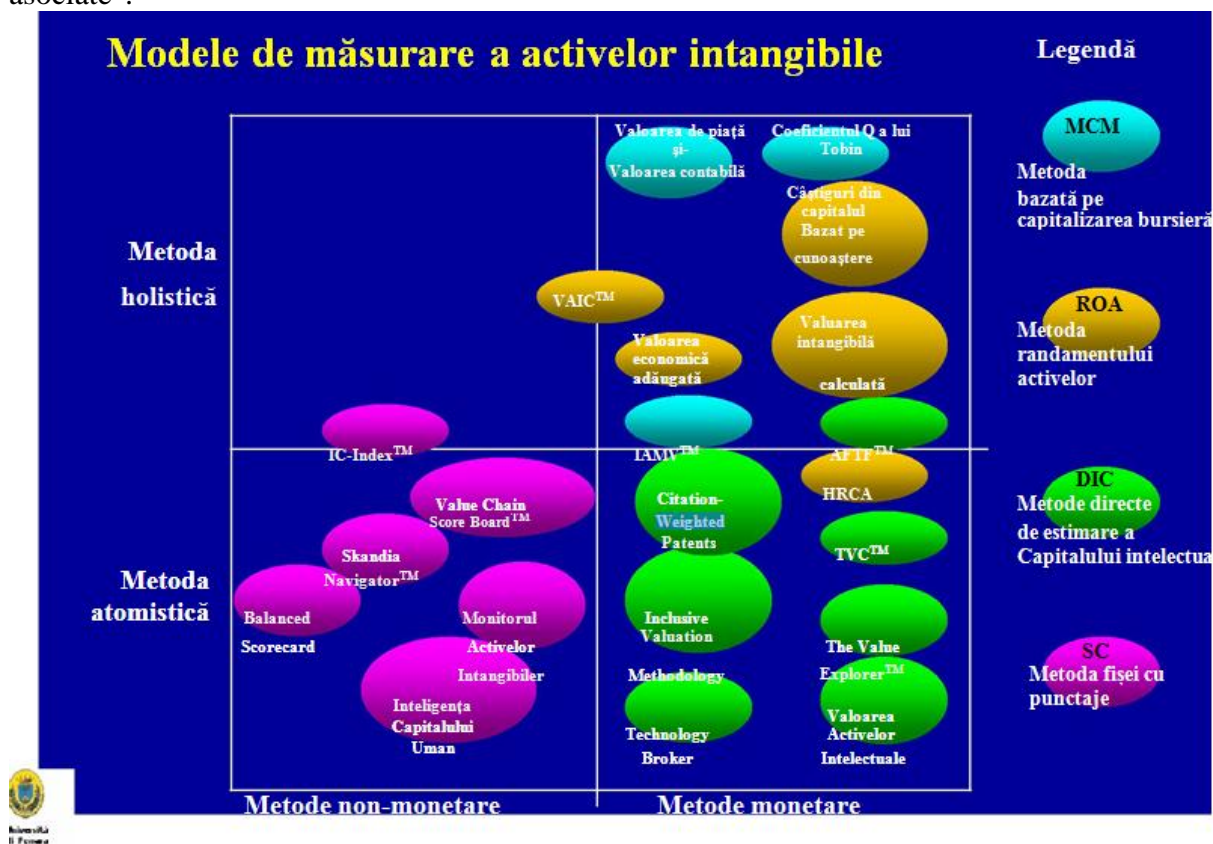 asociate".
Modele de măsurare a activelor intangibile
Legendă
MCM
Metoda
bazată pe
capitalizarea bursieră
ROA
Metoda
randamentului
activelor
DIC
Metode directe
de estimare a
Capitalului intelectua
SC
Metoda fișei cu
punctaje
Metoda
holistică
Valoarea de piață
și-
Valoarea contabilă
Coeficientul Q a lui
Tobin
Câștiguri din
capitalul
Bazat pe
cunoaștere
VAIC™
Valoarea
economică
adăugată
Valuarea
intangibilă
calculată
IC-Index™
IAMV™
AFTF™
Metoda
atomistică
Value Chain
Score Board™
Skandia
Navigator™
Balanced
Scorecard
Monitorul
Activelor
Intangibiler
Inteligența
Capitalului
Uman
Citation-
Weighted
Patents
HRCA
TVC™
Inclusive
Valuation
Methodology
The Value
Explorer™
Technology
Broker
Valoarea
Activelor
Intelectuale
Metode non-monetare
Metode monetare